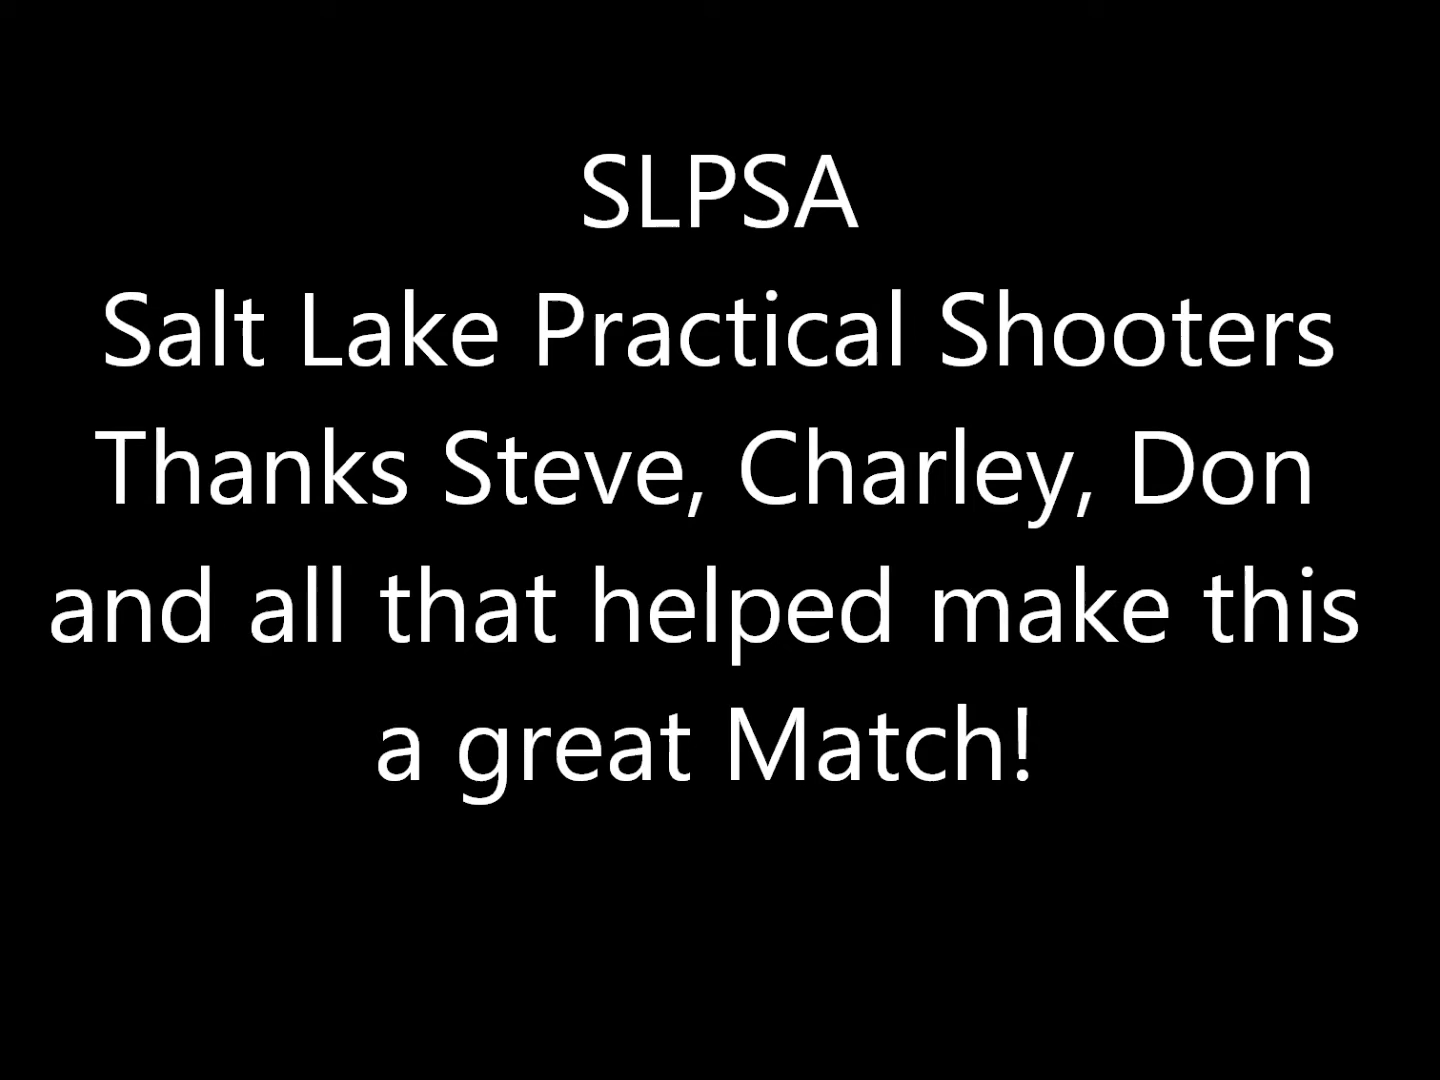 SLPSA
Salt Lake Practical Shooters
Thanks Steve, Charley, Don
and all that helped make this
a great Match!